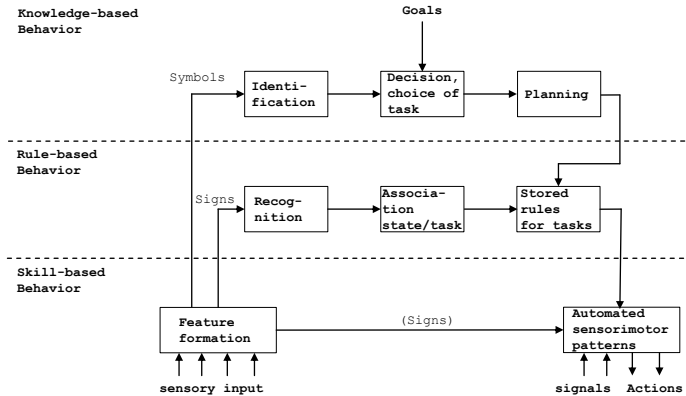 Knowledge-based
Behavior
Goals
Symbols
Identi-
fication
Decision,
choice of
task
Planning
Rule-based
Behavior
Signs
Recog-
nition
Associa-
tion
state/task
Stored
rules
for tasks
Skill-based
Behavior
Feature
formation
(Signs)
Automated
sensorimotor
patterns
sensory input
signals
Actions